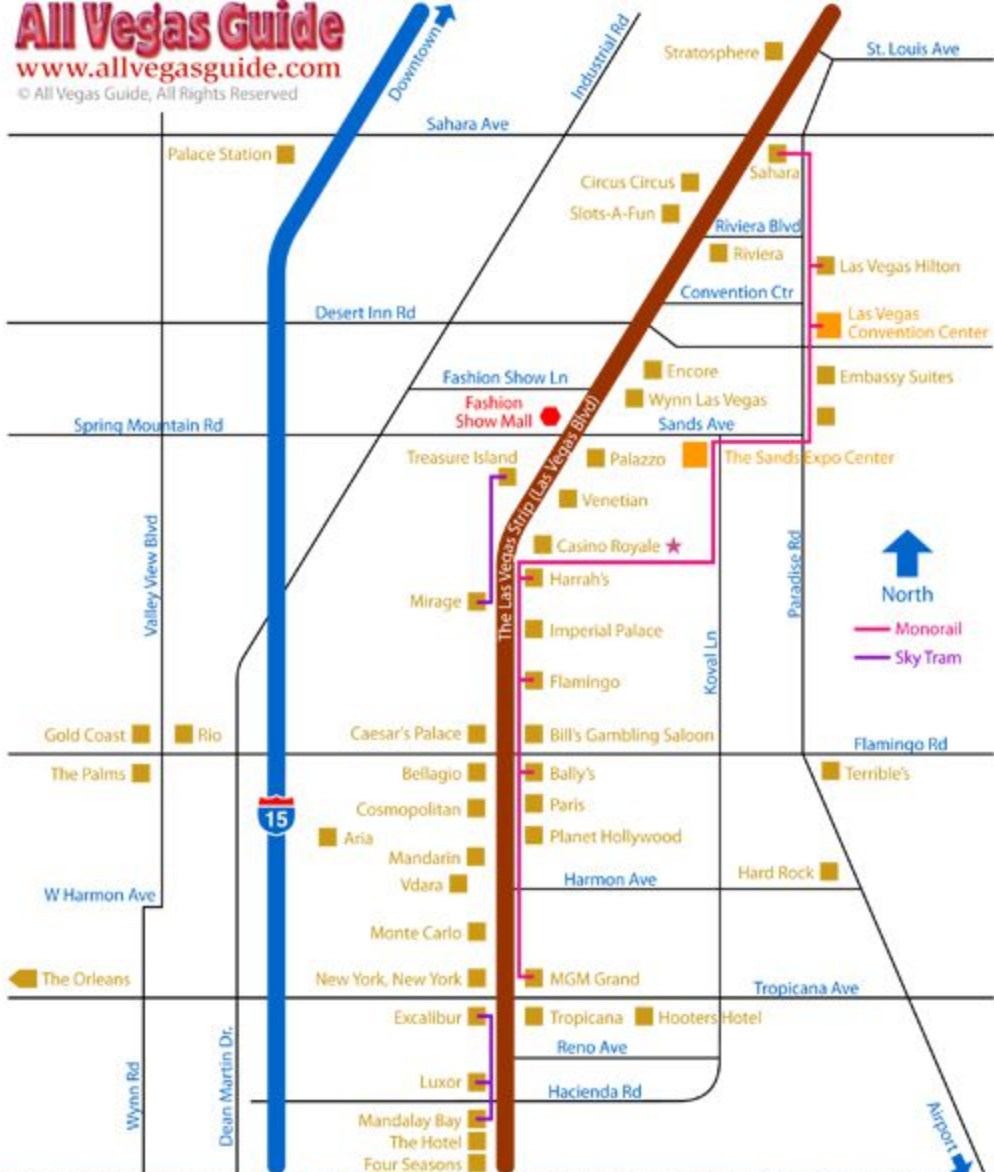 All Vegas Guide
www.allvegasguide.com
© All Vegas Guide, All Rights Reserved
Downtown
Industrial Rd
Stratosphere
St. Louis Ave
Sahara Ave
Palace Station
Sahara
Circus Circus
Slots-A-Fun
Riviera Blvd
Riviera
Las Vegas Hilton
Convention Ctr
Desert Inn Rd
Las Vegas
Convention Center
Fashion Show Ln
Encore
Embassy Suites
Fashion
Show Mall
Wynn Las Vegas
Spring Mountain Rd
Sands Ave
Treasure Island
Palazzo
The Sands Expo Center
The Las Vegas Strip (Las Vegas Blvd)
Venetian
Valley View Blvd
Casino Royale
Paradise Rd
Harrah's
North
Mirage
Imperial Palace
Monorail
Sky Tram
Koval Ln
Flamingo
Gold Coast
Rio
Caesar's Palace
Bill's Gambling Saloon
Flamingo Rd
The Palms
Bellagio
Bally's
Terrible's
Cosmopolitan
Paris
15
Aria
Planet Hollywood
Mandarin
Vdara
Harmon Ave
Hard Rock
W Harmon Ave
Monte Carlo
The Orleans
New York, New York
MGM Grand
Tropicana Ave
Excalibur
Tropicana
Hooters Hotel
Reno Ave
Wynn Rd
Dean Martin Dr.
Luxor
Hacienda Rd
Mandalay Bay
The Hotel
Four Seasons
Airport